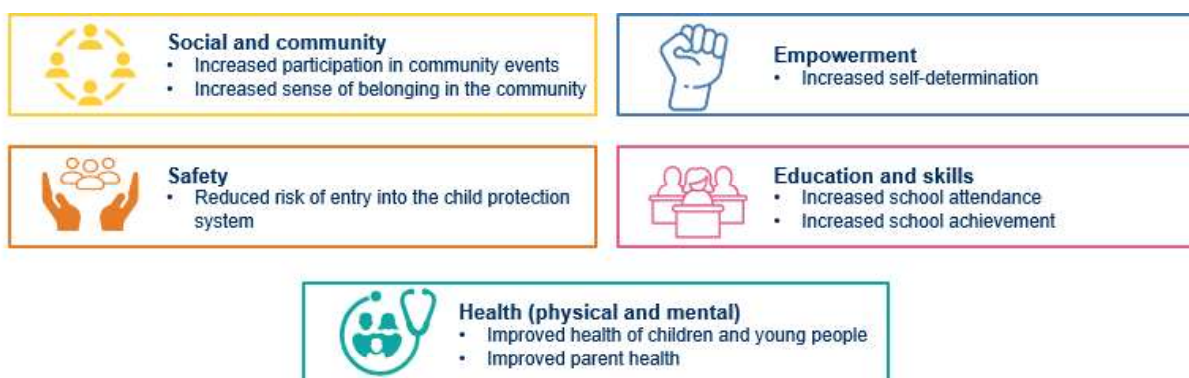 Social and community
• Increased participation in community events
• Increased sense of belonging in the community
Empowerment
• Increased self-determination
Safety
• Reduced risk of entry into the child protection
system
Education and skills
• Increased school attendance
• Increased school achievement
Health (physical and mental)
• Improved health of children and young people
• Improved parent health